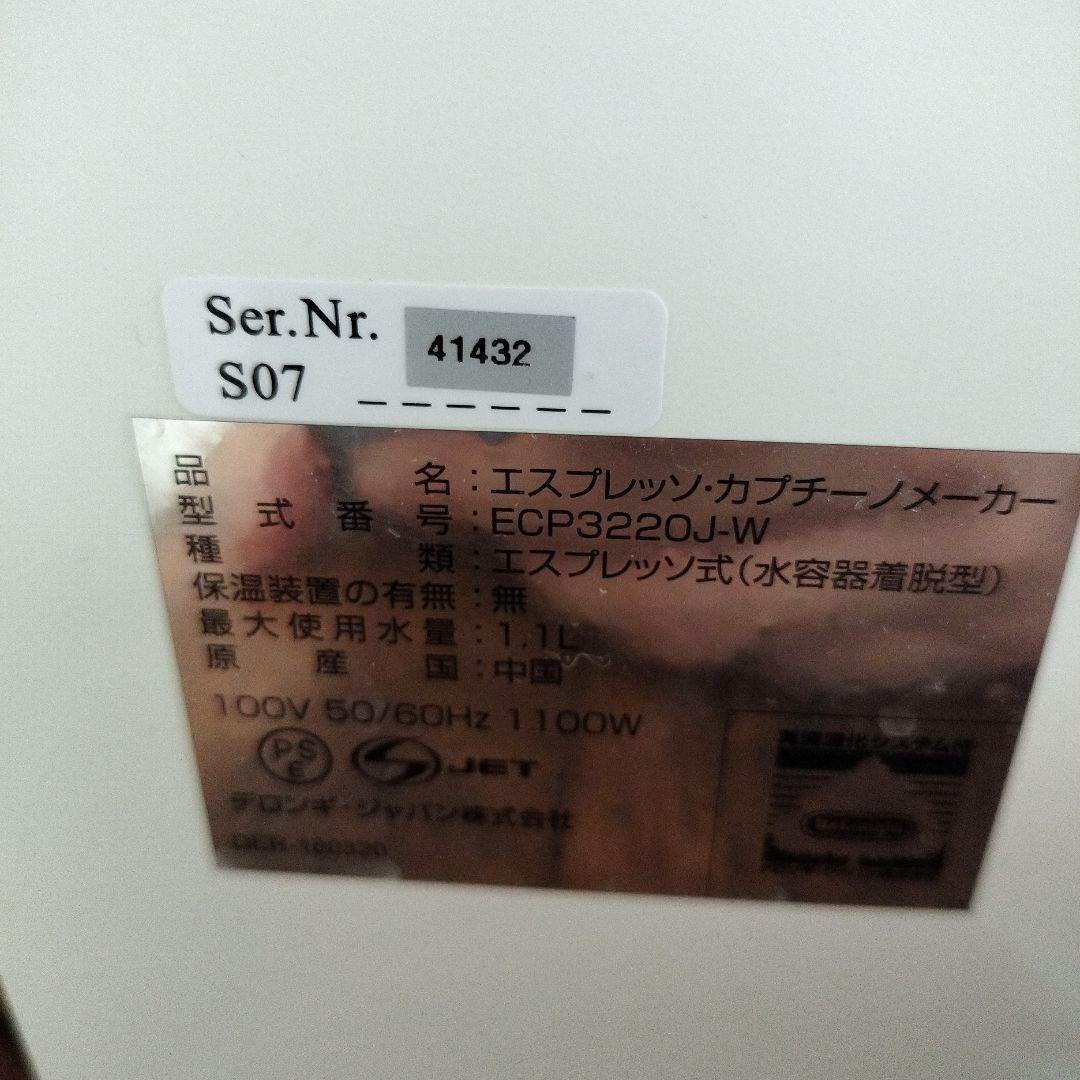 Ser.Nr. 41432
S07 _ _ _ _ _ _
品名：エスプレッソ・カプチーノメーカー
型式番号：ECP3220J-W
種類：エスプレッソ式（水容器着脱型）
保温装置の有無：無
最大使用水量：1.1L
原産国：中国
100V 50/60Hz 1100W
PSE JET
デロンギ・ジャパン株式会社